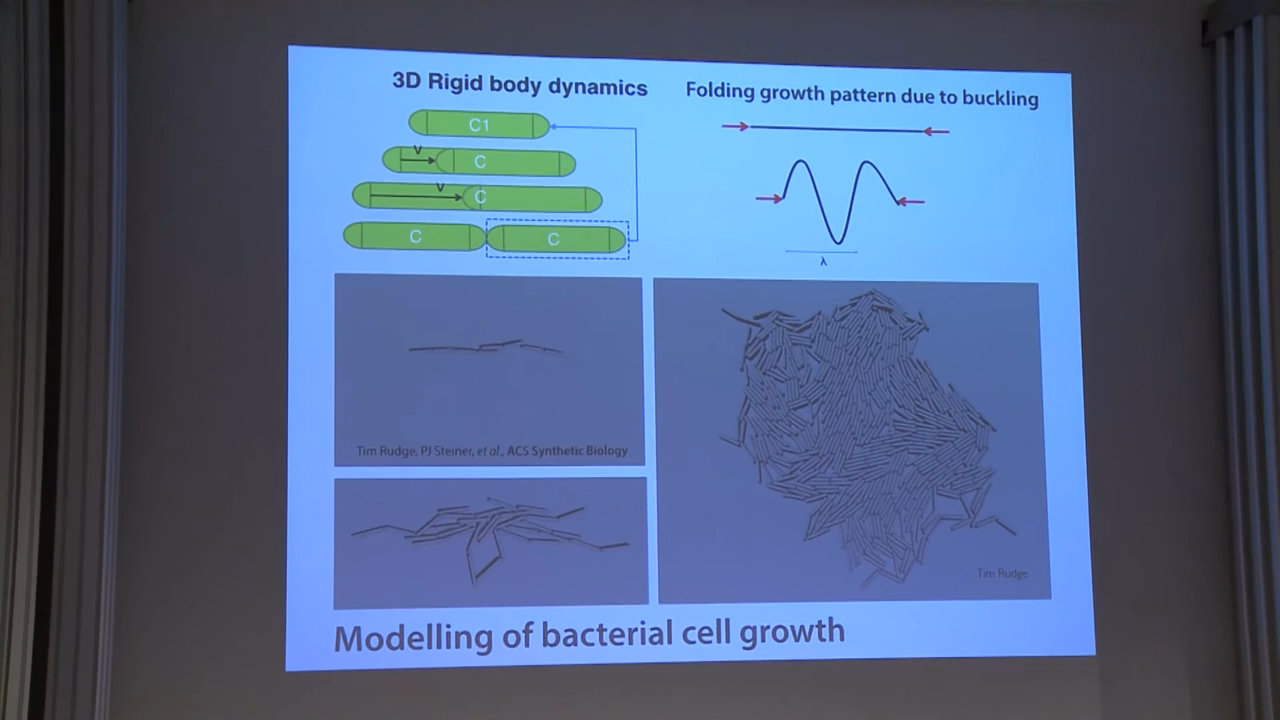 3D Rigid body dynamics
Folding growth pattern due to buckling
C1
V
C
V
C
C
C
λ
Tim Rudge, PJ Steiner, et al., ACS Synthetic Biology
Tim Rudge
Modelling of bacterial cell growth